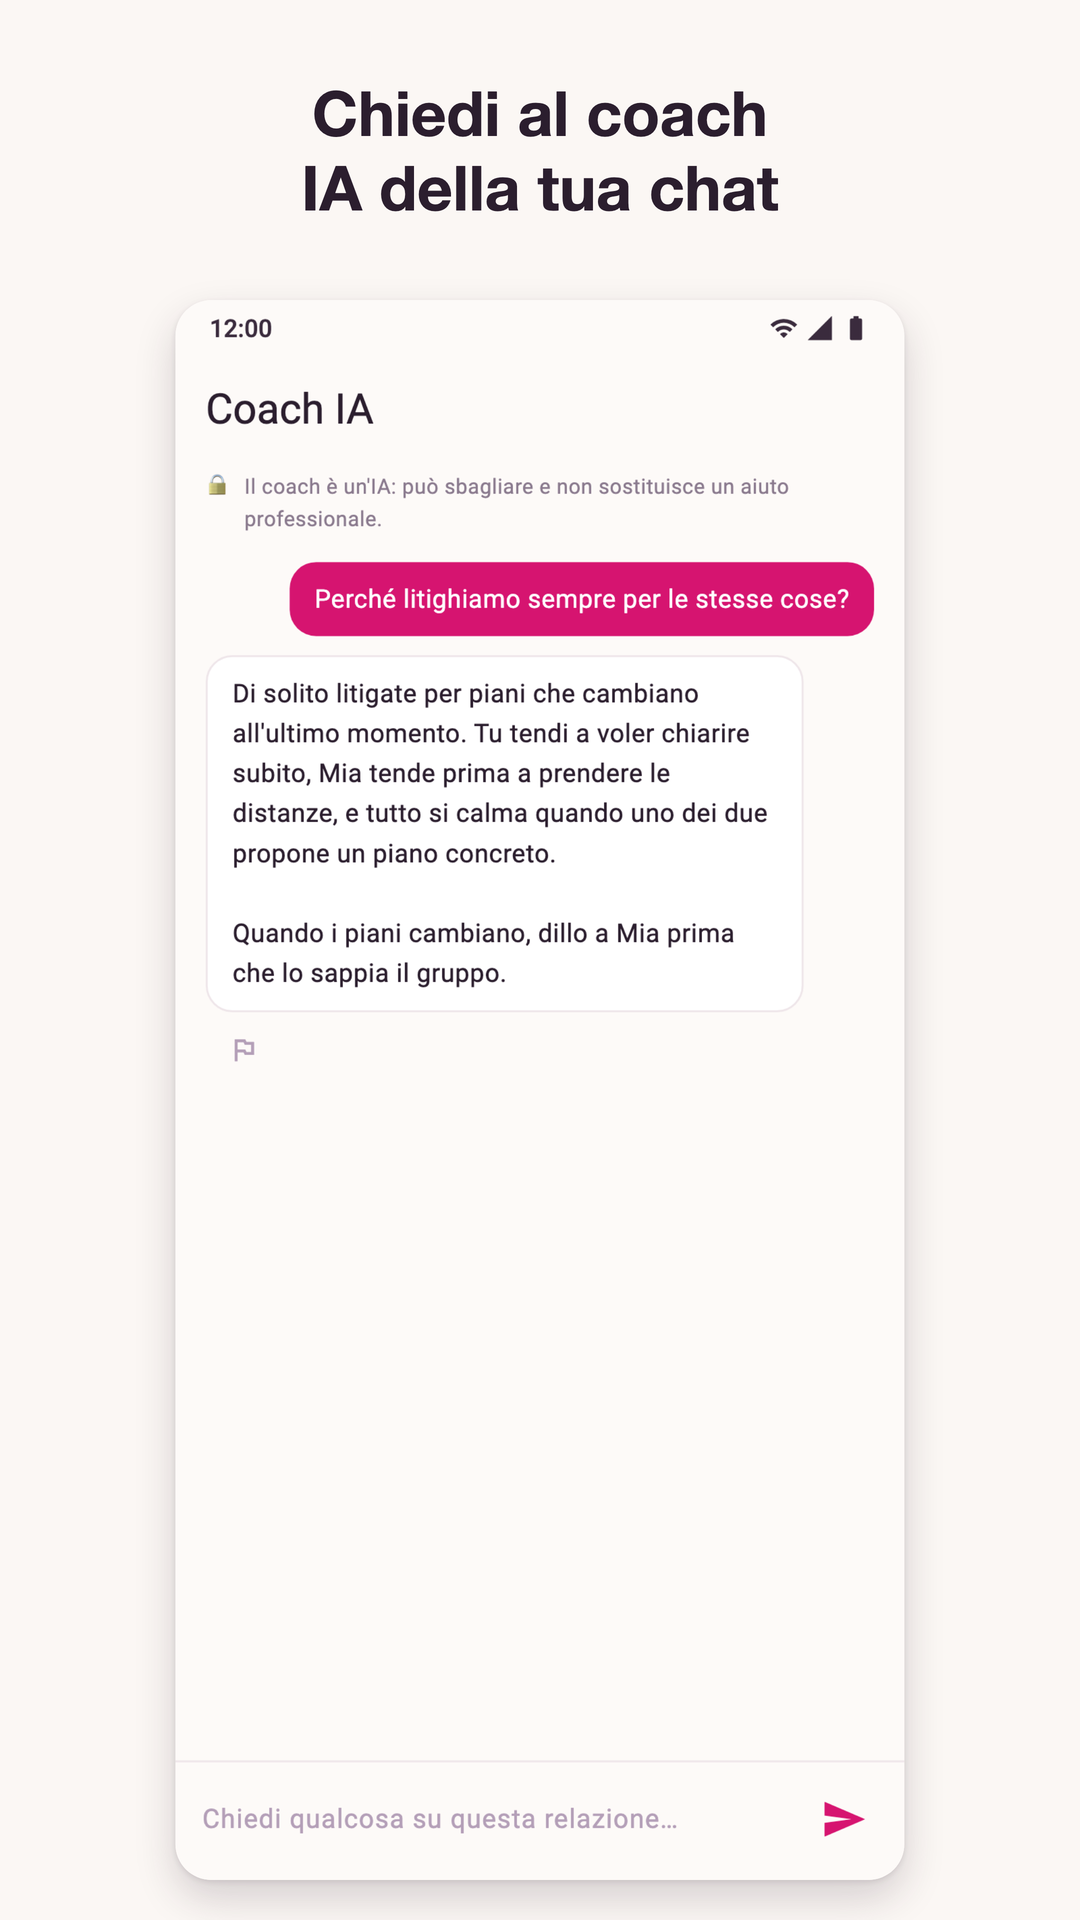 Chiedi al coach
IA della tua chat
12:00
Coach IA
Il coach è un'IA: può sbagliare e non sostituisce un aiuto
professionale.
Perché litighiamo sempre per le stesse cose?
Di solito litigate per piani che cambiano
all'ultimo momento. Tu tendi a voler chiarire
subito, Mia tende prima a prendere le
distanze, e tutto si calma quando uno dei due
propone un piano concreto.
Quando i piani cambiano, dillo a Mia prima
che lo sappia il gruppo.
Chiedi qualcosa su questa relazione…